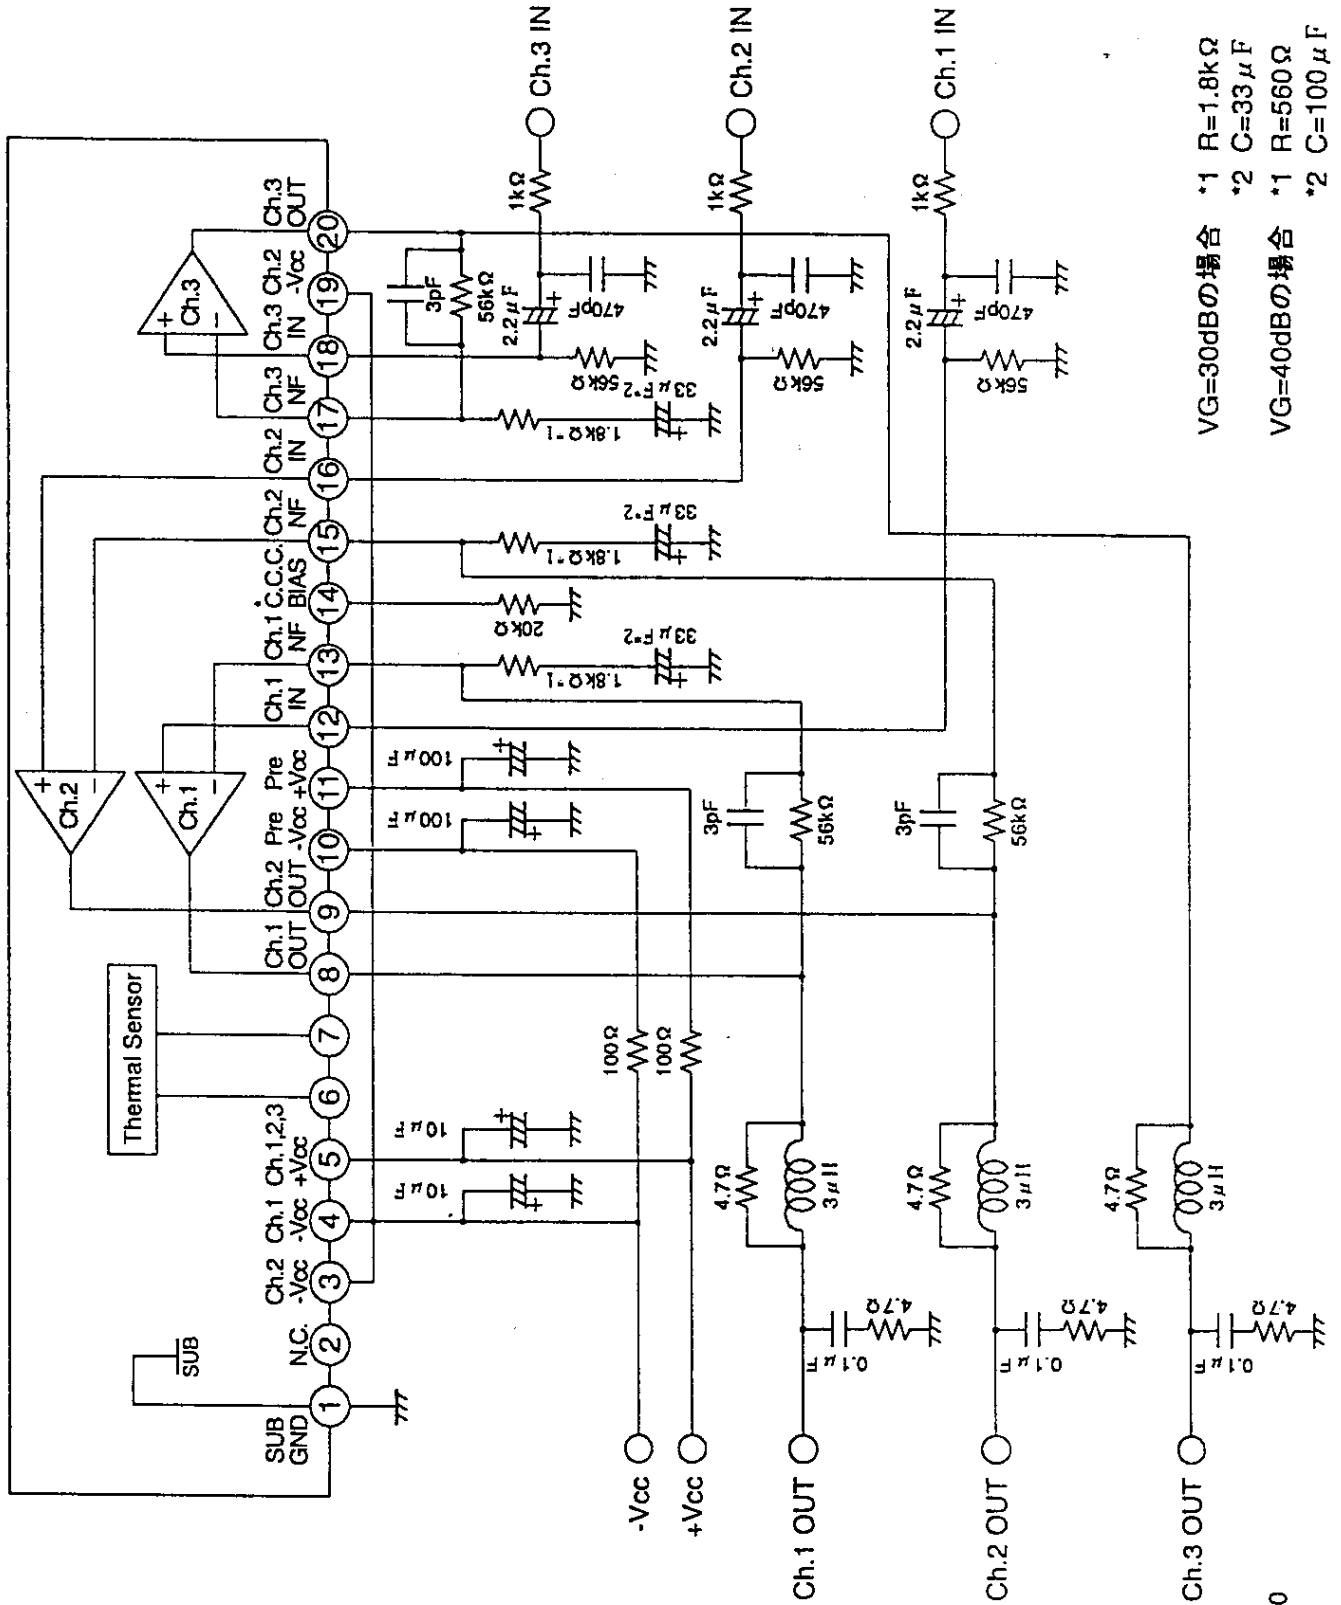 SUB
Thermal Sensor
Ch.1
Ch.2
Ch.3
+
−
+
−
+
−
SUB
GND
N.C.
Ch.2
-Vcc
Ch.1
-Vcc
Ch,1,2,3
+Vcc
Ch.1
OUT
Ch.2
OUT
Pre
-Vcc
Pre
+Vcc
Ch.1
IN
Ch.1
NF
C.C.C.
BIAS
Ch.2
NF
Ch.2
IN
Ch.3
NF
Ch.3
IN
Ch.2
-Vcc
Ch.3
OUT
1
2
3
4
5
6
7
8
9
10
11
12
13
14
15
16
17
18
19
20
10μF
+
10μF
+
100μF
+
100μF
+
1.8kΩ*1
33μF*2
+
20kΩ
1.8kΩ*1
33μF*2
+
1.8kΩ*1
33μF*2
+
3pF
56kΩ
56kΩ
2.2μF
+
470pF
1kΩ
Ch.3 IN
56kΩ
2.2μF
+
470pF
1kΩ
Ch.2 IN
56kΩ
2.2μF
+
470pF
1kΩ
Ch.1 IN
-Vcc
100Ω
+Vcc
100Ω
Ch.1 OUT
0.1μF
4.7Ω
4.7Ω
3μH
3pF
56kΩ
Ch.2 OUT
0.1μF
4.7Ω
4.7Ω
3μH
3pF
56kΩ
Ch.3 OUT
0.1μF
4.7Ω
4.7Ω
3μH
VG=30dBの場合 *1 R=1.8kΩ
*2 C=33μF
VG=40dBの場合 *1 R=560Ω
*2 C=100μF
0